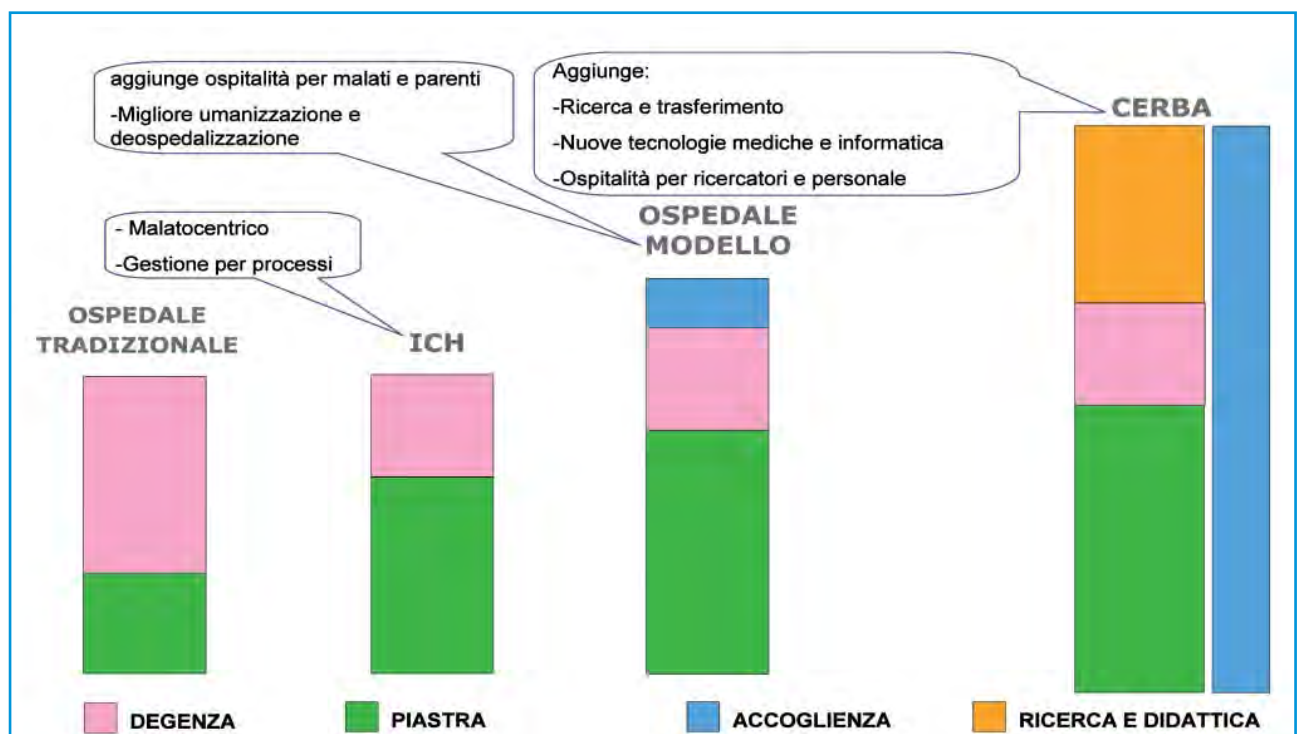 aggiunge ospitalità per malati e parenti
-Migliore umanizzazione e
deospedalizzazione
Aggiunge:
-Ricerca e trasferimento
-Nuove tecnologie mediche e informatica
-Ospitalità per ricercatori e personale
CERBA
OSPEDALE
MODELLO
- Malatocentrico
-Gestione per processi
OSPEDALE
TRADIZIONALE
ICH
DEGENZA
PIASTRA
ACCOGLIENZA
RICERCA E DIDATTICA